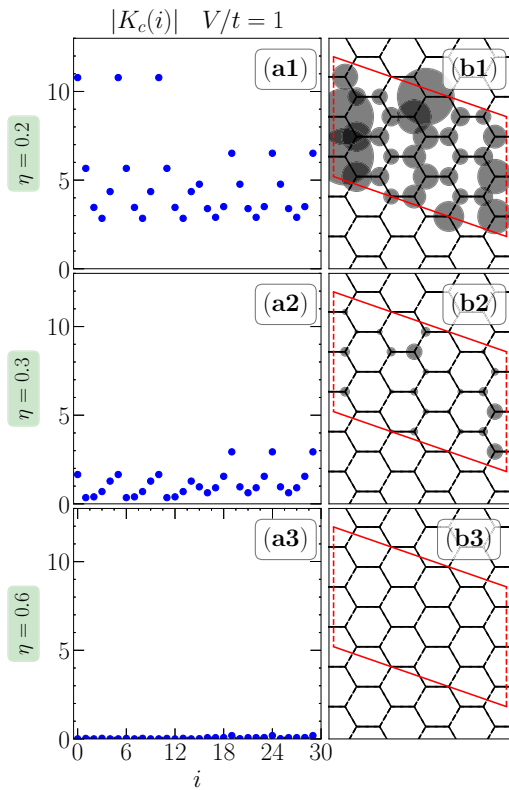 |K_c(i)| V/t = 1
η = 0.2
10
5
0
(a1)
(b1)
η = 0.3
10
5
0
(a2)
(b2)
η = 0.6
10
5
0
(a3)
(b3)
0 6 12 18 24 30
i